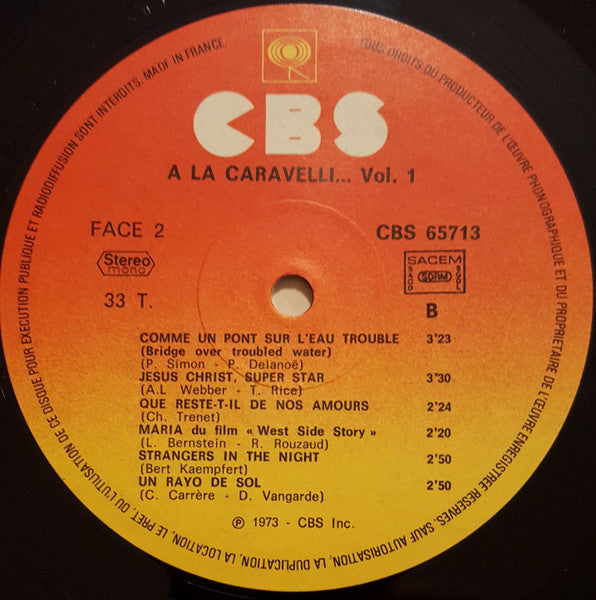 CBS
A LA CARAVELLI... Vol. 1
FACE 2
CBS 65713
Stereo
mono
SACEM
SACD
SDRM
SGDL
33 T.
B
COMME UN PONT SUR L'EAU TROUBLE 3'23
(Bridge over troubled water)
(P. Simon - P. Delanoë)
JESUS CHRIST, SUPER STAR 3'30
(A.L Webber - T. Rice)
QUE RESTE-T-IL DE NOS AMOURS 2'24
(Ch. Trenet)
MARIA du film « West Side Story » 2'20
(L. Bernstein - R. Rouzaud)
STRANGERS IN THE NIGHT 2'50
(Bert Kaempfert)
UN RAYO DE SOL 2'50
(C. Carrère - D. Vangarde)
℗ 1973 - CBS Inc.
TOUS DROITS DU PRODUCTEUR DE L'ŒUVRE PHONOGRAPHIQUE ET DU PROPRIETAIRE DE L'ŒUVRE ENREGISTREE RESERVES. SAUF AUTORISATION, LA DUPLICATION, LA LOCATION, LE PRET, OU L'UTILISATION DE CE DISQUE POUR EXECUTION PUBLIQUE ET RADIODIFFUSION SONT INTERDITS. MADE IN FRANCE.